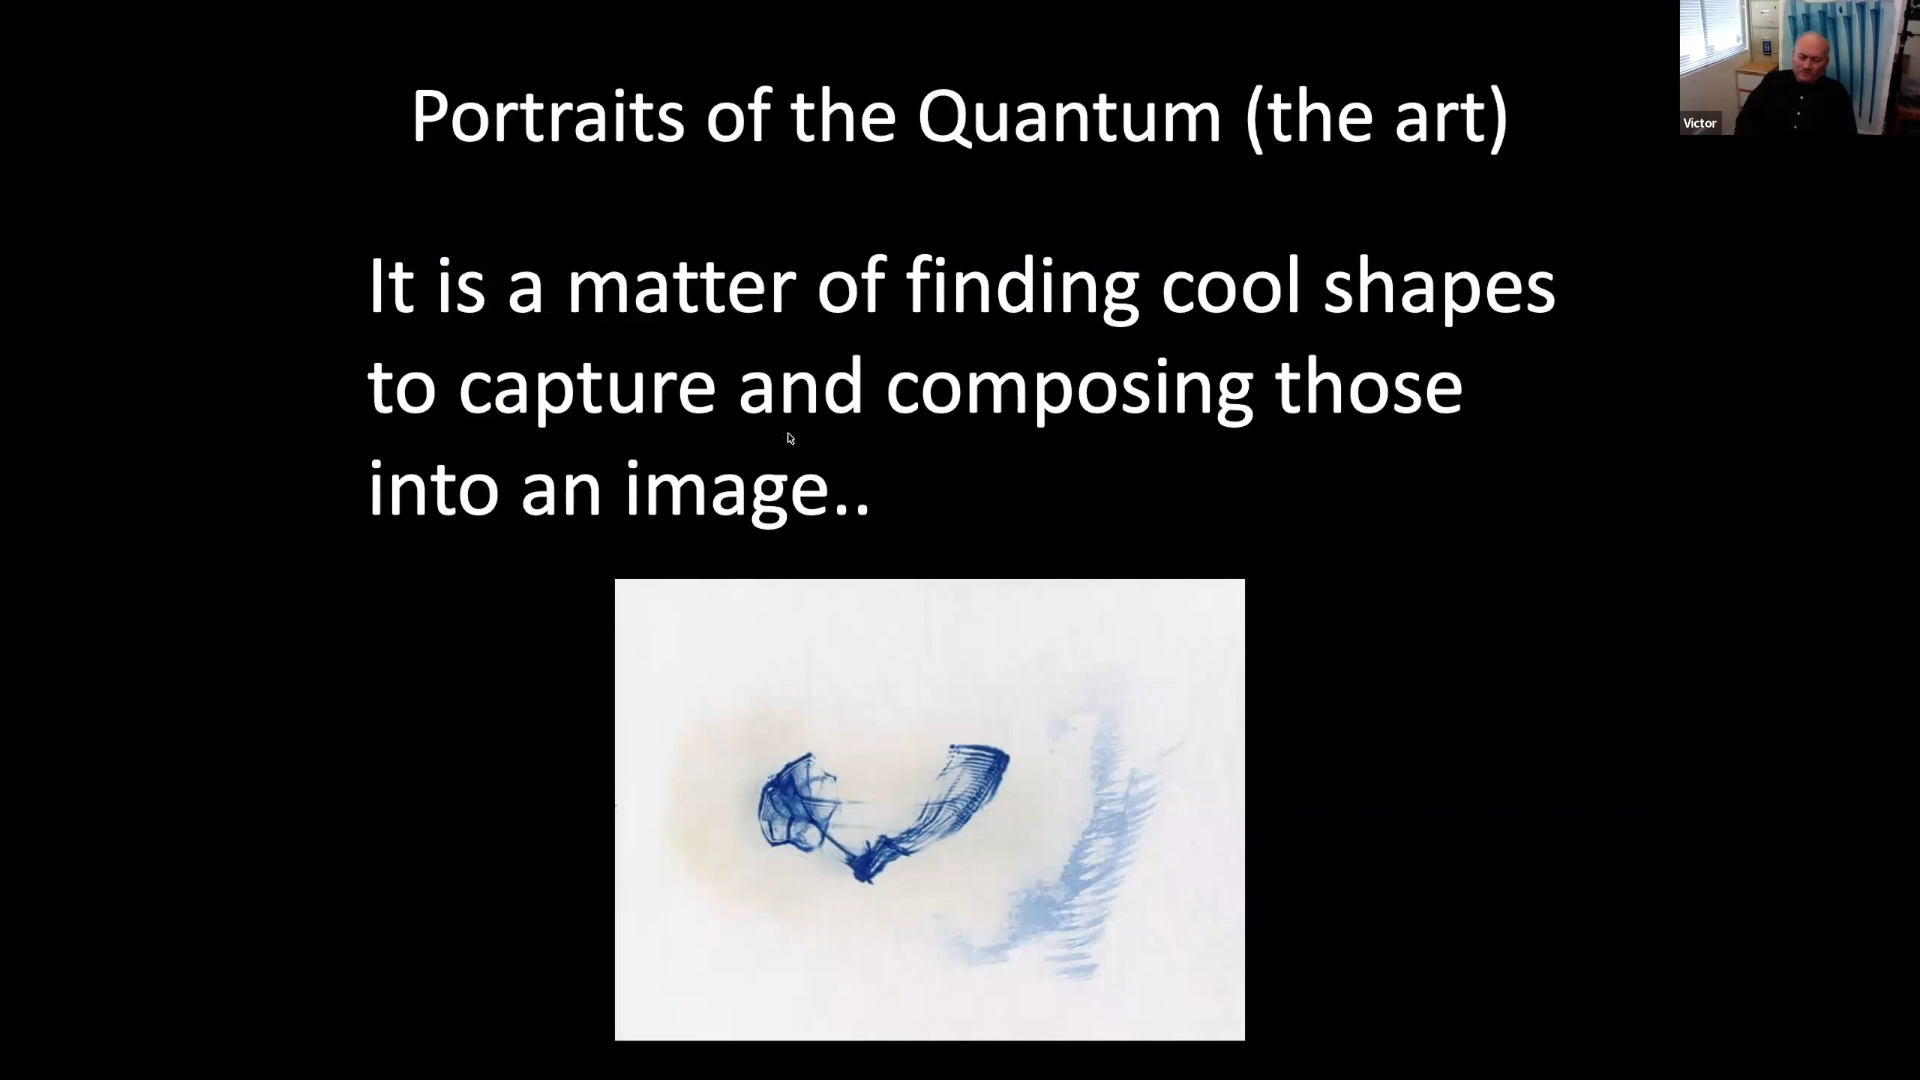 Portraits of the Quantum (the art)
It is a matter of finding cool shapes
to capture and composing those
into an image..
Victor